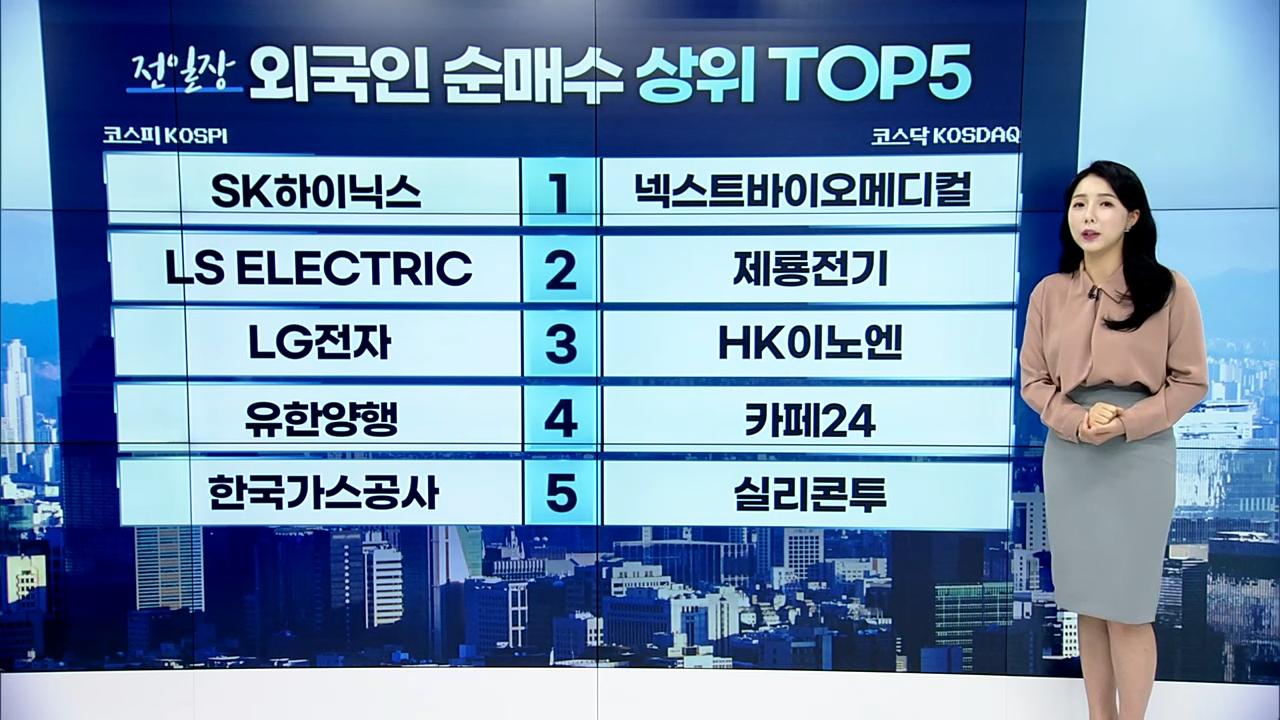 전일장 외국인 순매수 상위 TOP5
코스피 KOSPI 코스닥 KOSDAQ
SK하이닉스 1 넥스트바이오메디컬
LS ELECTRIC 2 제룡전기
LG전자 3 HK이노엔
유한양행 4 카페24
한국가스공사 5 실리콘투